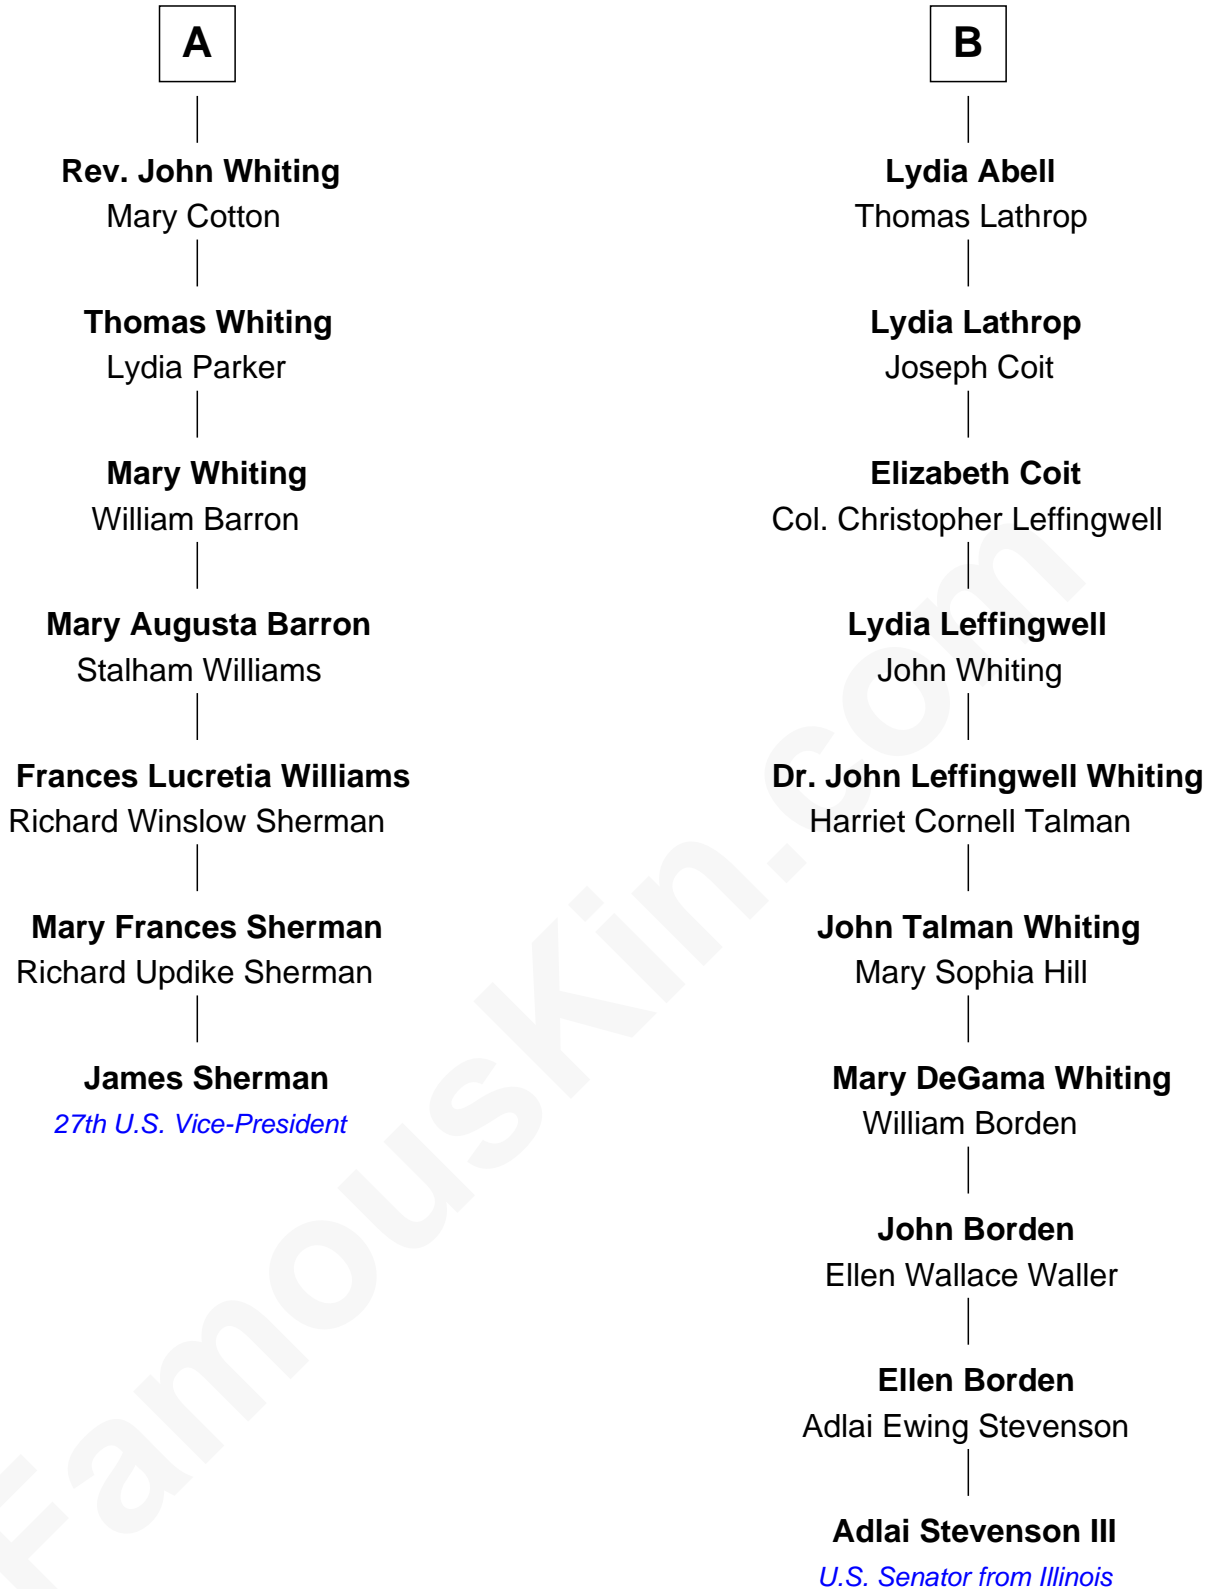 A
Rev. John Whiting
Mary Cotton
Thomas Whiting
Lydia Parker
Mary Whiting
William Barron
Mary Augusta Barron
Stalham Williams
Frances Lucretia Williams
Richard Winslow Sherman
Mary Frances Sherman
Richard Updike Sherman
James Sherman
27th U.S. Vice-President
B
Lydia Abell
Thomas Lathrop
Lydia Lathrop
Joseph Coit
Elizabeth Coit
Col. Christopher Leffingwell
Lydia Leffingwell
John Whiting
Dr. John Leffingwell Whiting
Harriet Cornell Talman
John Talman Whiting
Mary Sophia Hill
Mary DeGama Whiting
William Borden
John Borden
Ellen Wallace Waller
Ellen Borden
Adlai Ewing Stevenson
Adlai Stevenson III
U.S. Senator from Illinois
FamousKin.com